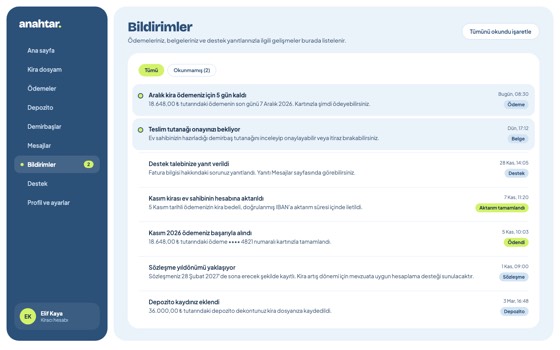 anahtar.
Ana sayfa
Kira dosyam
Ödemeler
Depozito
Demirbaşlar
Mesajlar
Bildirimler 2
Destek
Profil ve ayarlar
EK
Elif Kaya
Kiracı hesabı
Bildirimler
Ödemeleriniz, belgeleriniz ve destek yanıtlarınızla ilgili gelişmeler burada listelenir.
Tümünü okundu işaretle
Tümü
Okunmamış (2)
Aralık kira ödemeniz için 5 gün kaldı
Bugün, 08:30
18.648,00 ₺ tutarındaki ödemenin son günü 7 Aralık 2026. Kartınızla şimdi ödeyebilirsiniz.
Ödeme
Teslim tutanağı onayınızı bekliyor
Dün, 17:12
Ev sahibinizin hazırladığı demirbaş tutanağını inceleyip onaylayabilir veya itiraz bırakabilirsiniz.
Belge
Destek talebinize yanıt verildi
28 Kas, 14:05
Fatura bilgisi hakkındaki sorunuz yanıtlandı. Yanıtı Mesajlar sayfasında görebilirsiniz.
Destek
Kasım kirası ev sahibinin hesabına aktarıldı
7 Kas, 11:20
5 Kasım tarihli ödemenizin kira bedeli, doğrulanmış IBAN'a aktarım süreci içinde iletildi.
Aktarım tamamlandı
Kasım 2026 ödemeniz başarıyla alındı
5 Kas, 10:03
18.648,00 ₺ tutarındaki ödeme •••• 4821 numaralı kartınızla tamamlandı.
Ödendi
Sözleşme yıldönümü yaklaşıyor
1 Kas, 09:00
Sözleşmeniz 28 Şubat 2027'de sona erecek şekilde kayıtlı. Kira artış dönemi için mevzuata uygun hesaplama desteği sunulacaktır.
Sözleşme
Depozito kaydınız eklendi
3 Mar, 16:48
36.000,00 ₺ tutarındaki depozito dekontunuz kira dosyanıza kaydedildi.
Depozito